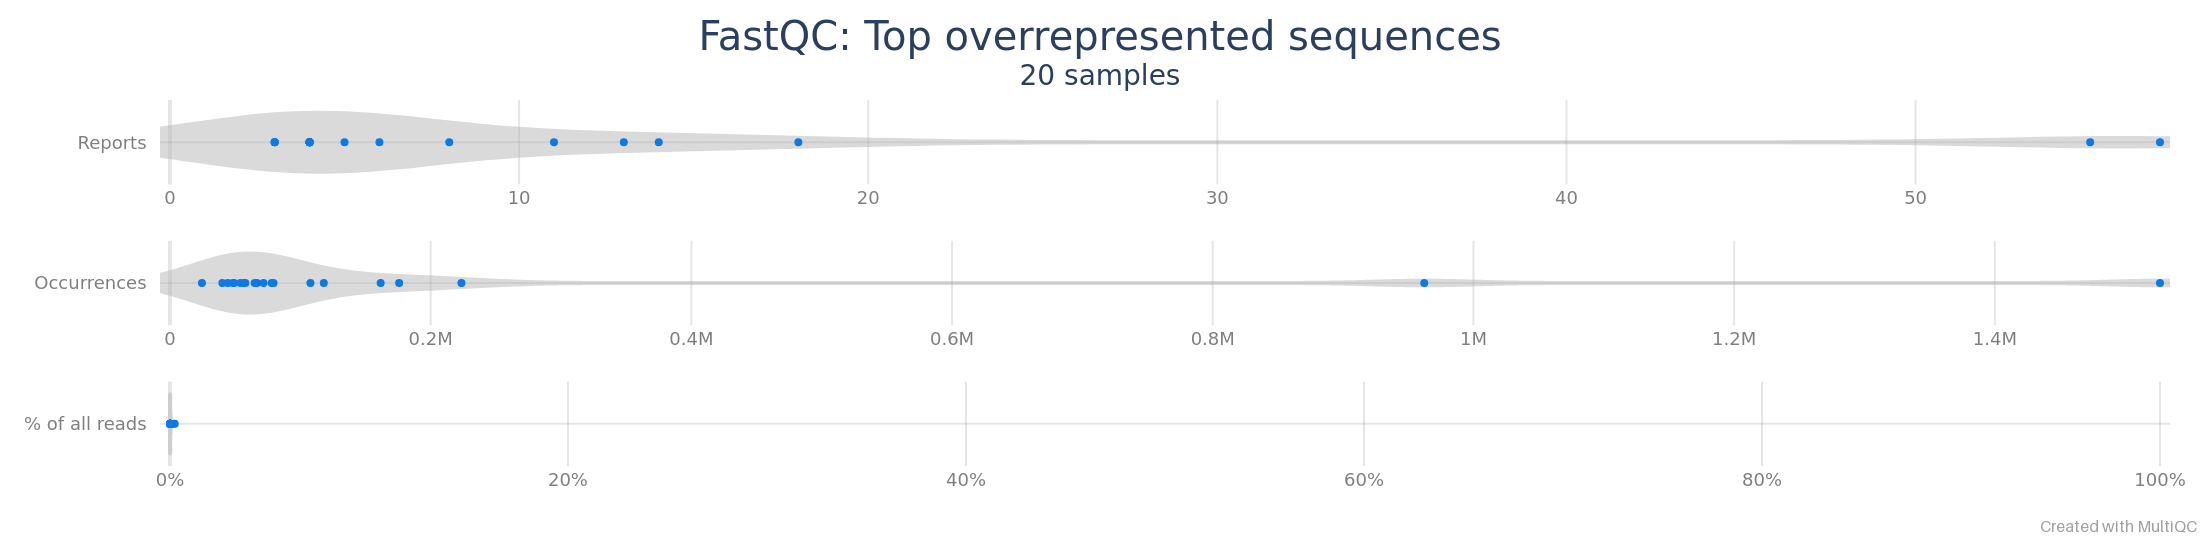 FastQC: Top overrepresented sequences
20 samples
Reports
0 10 20 30 40 50
Occurrences
0 0.2M 0.4M 0.6M 0.8M 1M 1.2M 1.4M
% of all reads
0% 20% 40% 60% 80% 100%
Created with MultiQC